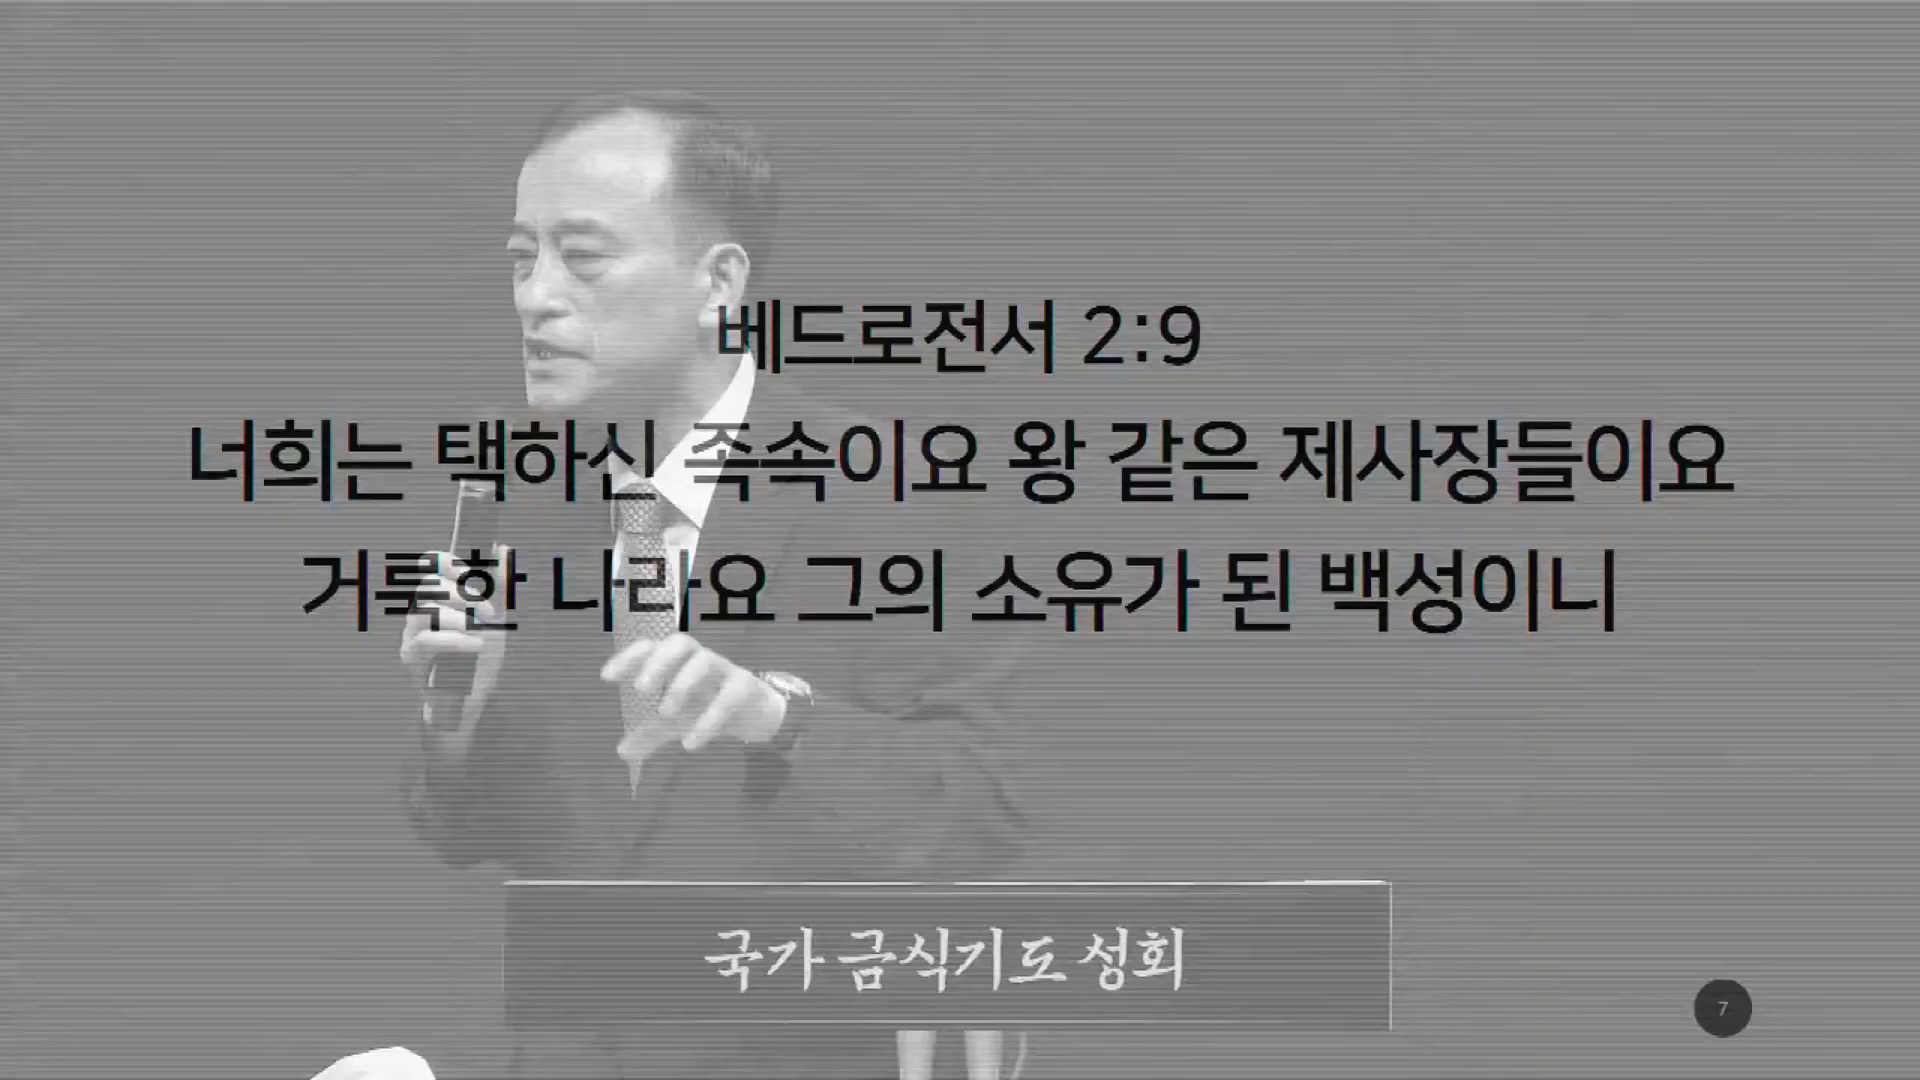 베드로전서 2:9
너희는 택하신 족속이요 왕 같은 제사장들이요
거룩한 나라요 그의 소유가 된 백성이니
국가 금식기도 성회
7